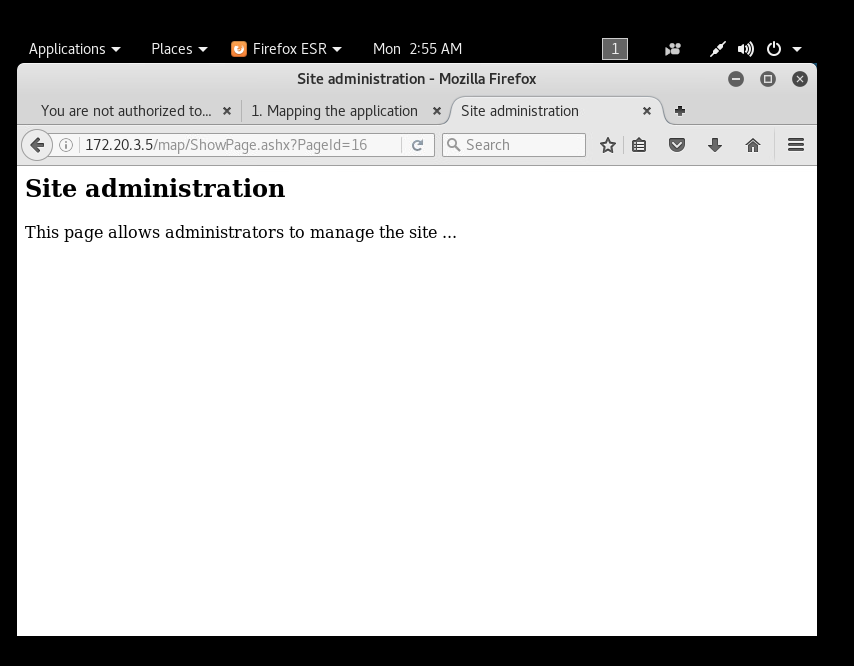 Applications Places Firefox ESR Mon 2:55 AM 1
Site administration - Mozilla Firefox
You are not authorized to... 1. Mapping the application Site administration
172.20.3.5/map/ShowPage.ashx?PageId=16 Search
Site administration
This page allows administrators to manage the site ...